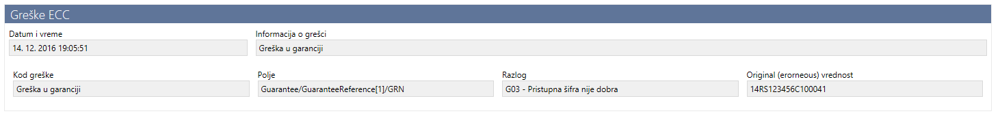 Greške ECC
Datum i vreme
Informacija o grešci
14. 12. 2016 19:05:51
Greška u garanciji
Kod greške
Polje
Razlog
Original (erorneous) vrednost
Greška u garanciji
Guarantee/GuaranteeReference[1]/GRN
G03 - Pristupna šifra nije dobra
14RS123456C100041